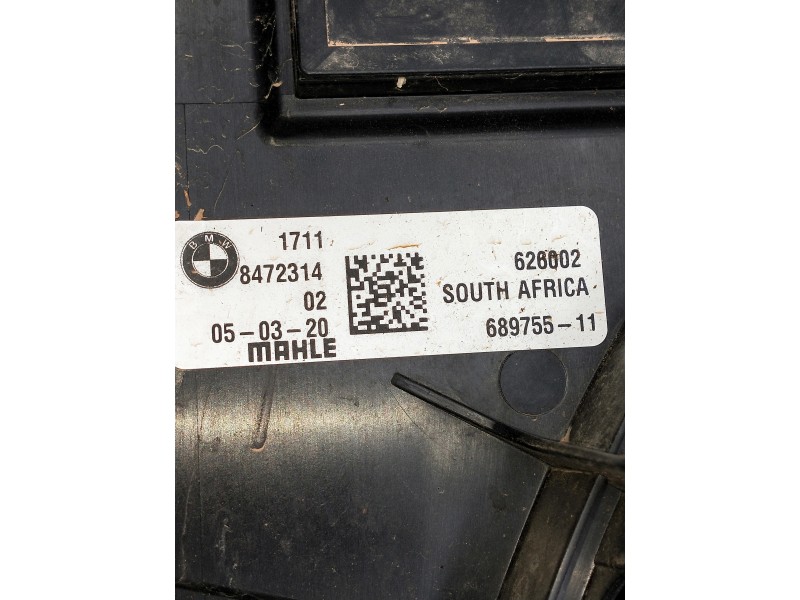 BMW
1711
8472314
02
05-03-20
MAHLE
626002
SOUTH AFRICA
689755-11